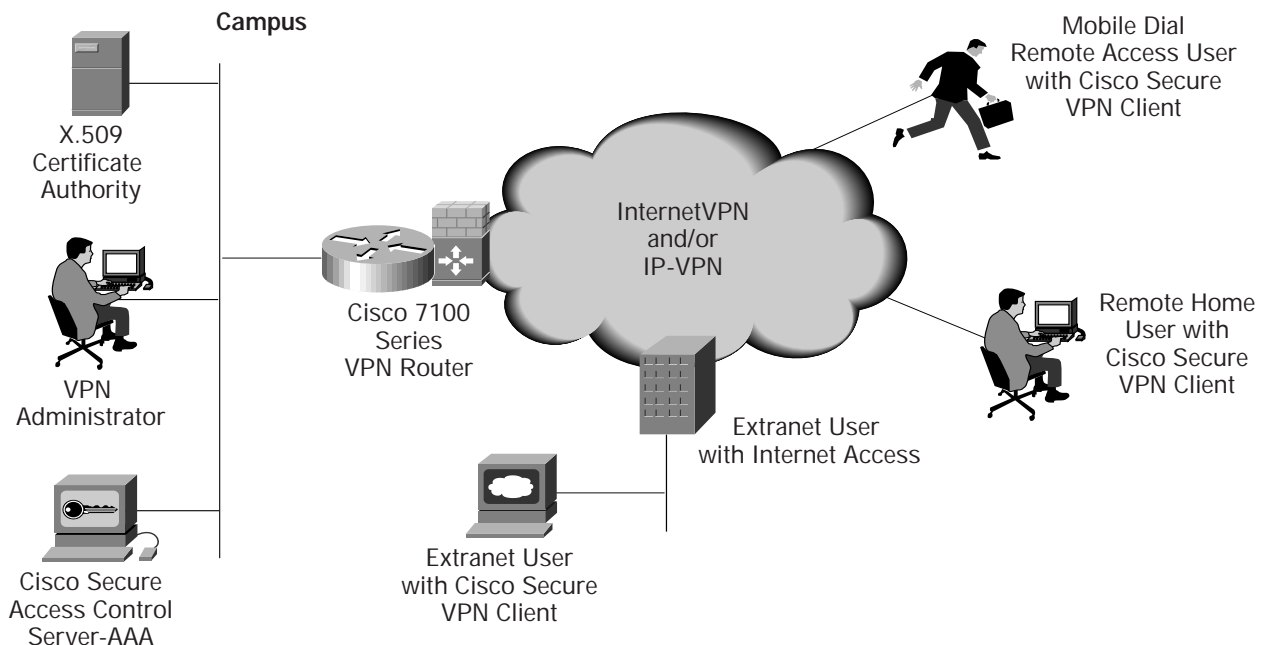 Campus
X.509
Certificate
Authority
VPN
Administrator
Cisco Secure
Access Control
Server-AAA
Cisco 7100
Series
VPN Router
InternetVPN
and/or
IP-VPN
Mobile Dial
Remote Access User
with Cisco Secure
VPN Client
Remote Home
User with
Cisco Secure
VPN Client
Extranet User
with Internet Access
Extranet User
with Cisco Secure
VPN Client